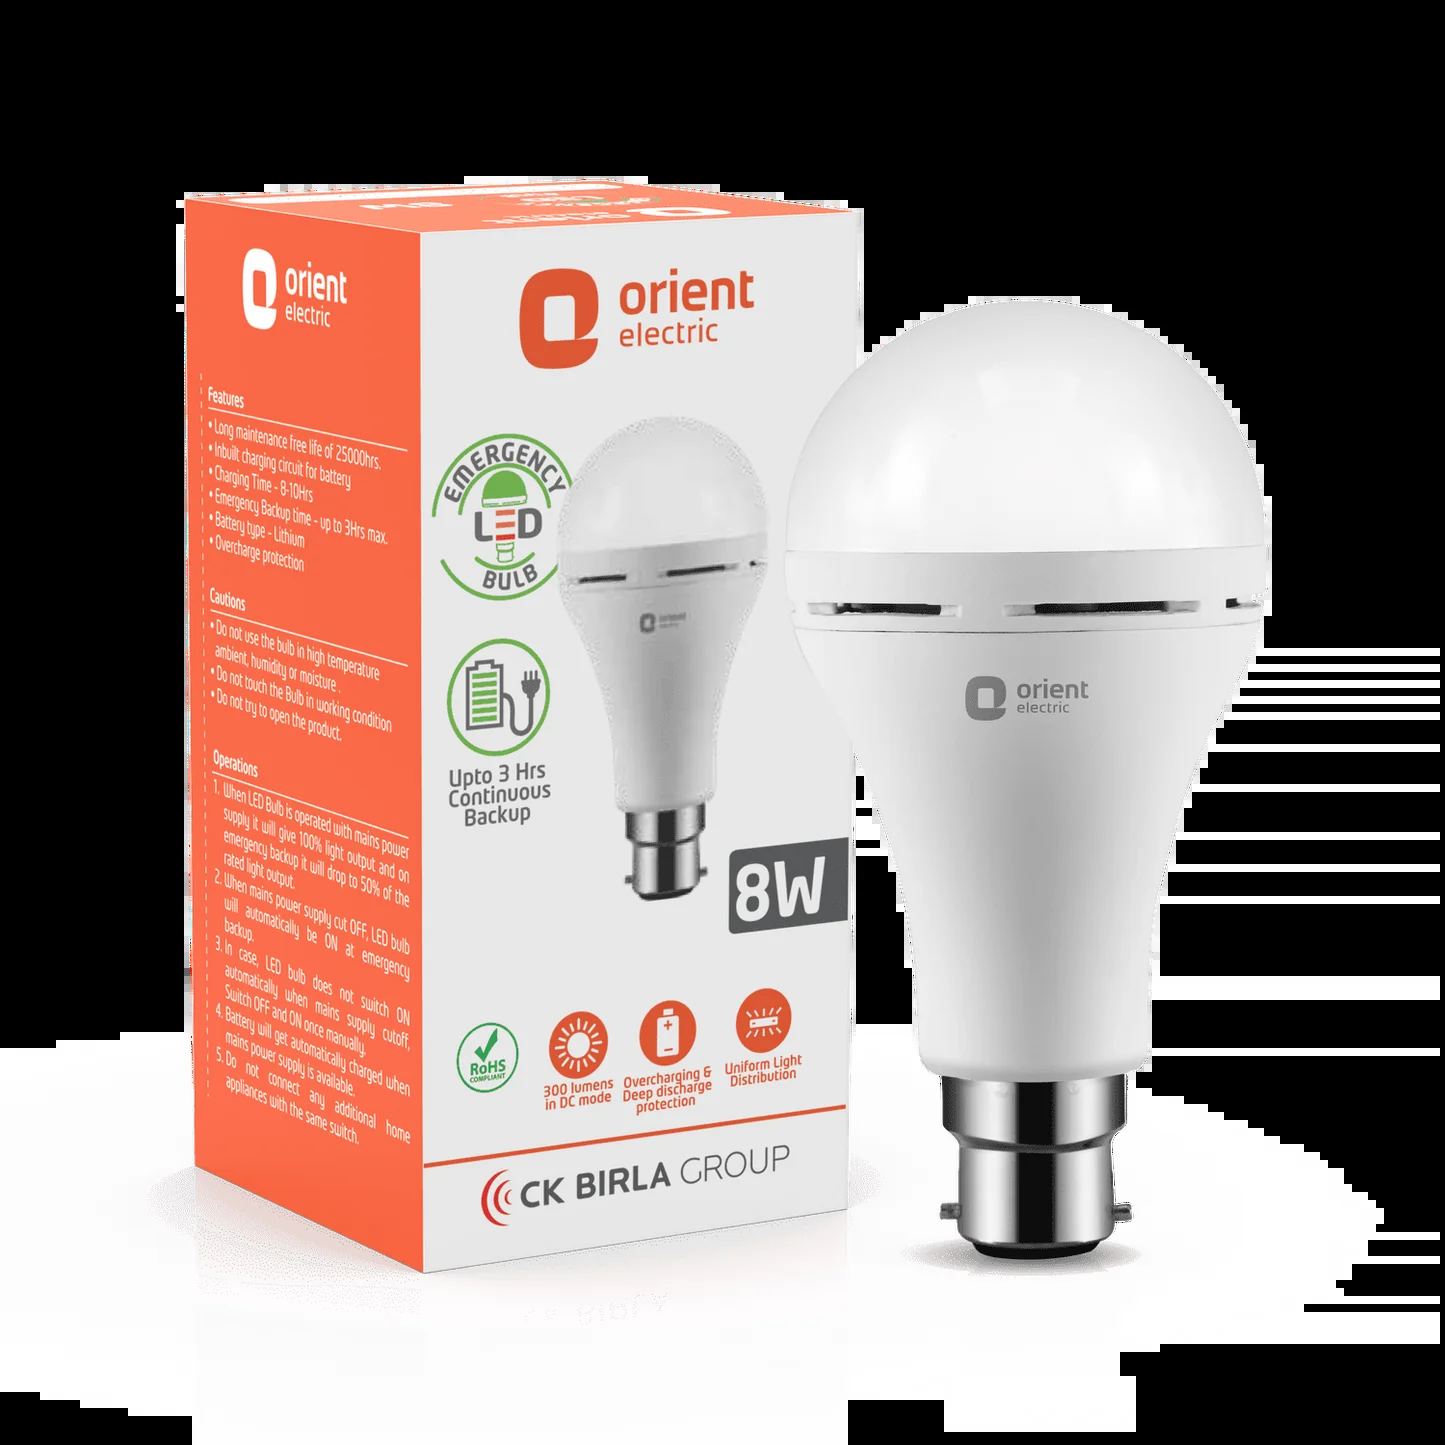 orient
electric
Features
• Long maintenance free life of 25000hrs.
• Inbuilt charging circuit for battery
• Charging Time - 8-10Hrs
• Emergency Backup time - up to 3Hrs max.
• Battery type - Lithium
• Overcharge protection
Cautions
• Do not use the bulb in high temperature
ambient, humidity or moisture .
• Do not touch the Bulb in working condition
• Do not try to open the product.
Operations
1. When LED Bulb is operated with mains power
supply it will give 100% light output and on
emergency backup it will drop to 50% of the
rated light output.
2. When mains power supply cut OFF, LED bulb
will automatically be ON at emergency
backup.
3. In case, LED bulb does not switch ON
automatically when mains supply cutoff,
Switch OFF and ON once manually.
4. Battery will get automatically charged when
mains power supply is available.
5. Do not connect any additional home
appliances with the same switch.
8W
orient
electric
EMERGENCY
LED
BULB
orient
electric
Upto 3 Hrs
Continuous
Backup
8W
RoHS
COMPLIANT
300 lumens
in DC mode
Overcharging &
Deep discharge
protection
Uniform Light
Distribution
CK BIRLA GROUP
orient
electric